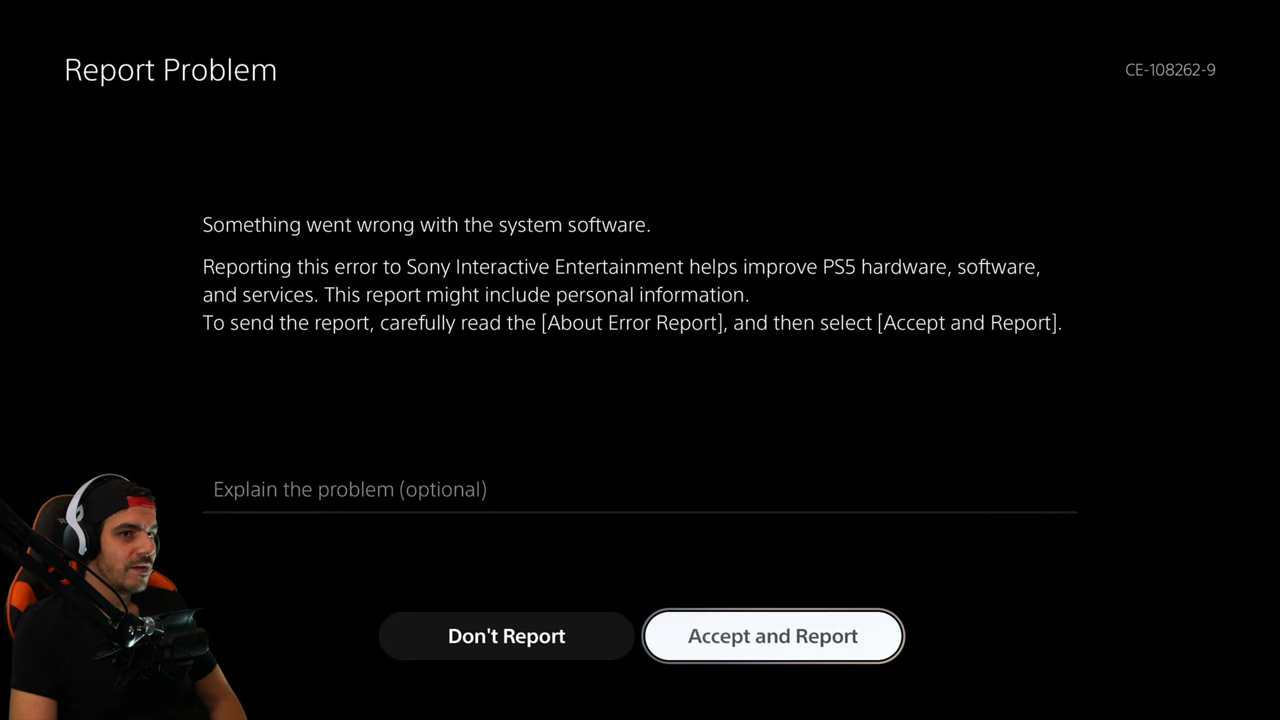 Report Problem
CE-108262-9
Something went wrong with the system software.
Reporting this error to Sony Interactive Entertainment helps improve PS5 hardware, software,
and services. This report might include personal information.
To send the report, carefully read the [About Error Report], and then select [Accept and Report].
Explain the problem (optional)
Don't Report
Accept and Report